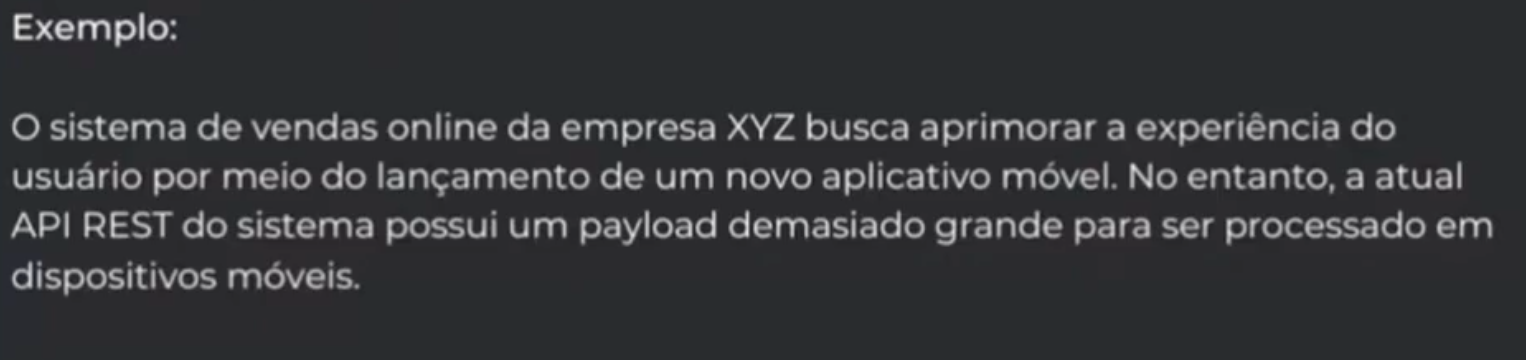 Exemplo:
O sistema de vendas online da empresa XYZ busca aprimorar a experiência do
usuário por meio do lançamento de um novo aplicativo móvel. No entanto, a atual
API REST do sistema possui um payload demasiado grande para ser processado em
dispositivos móveis.